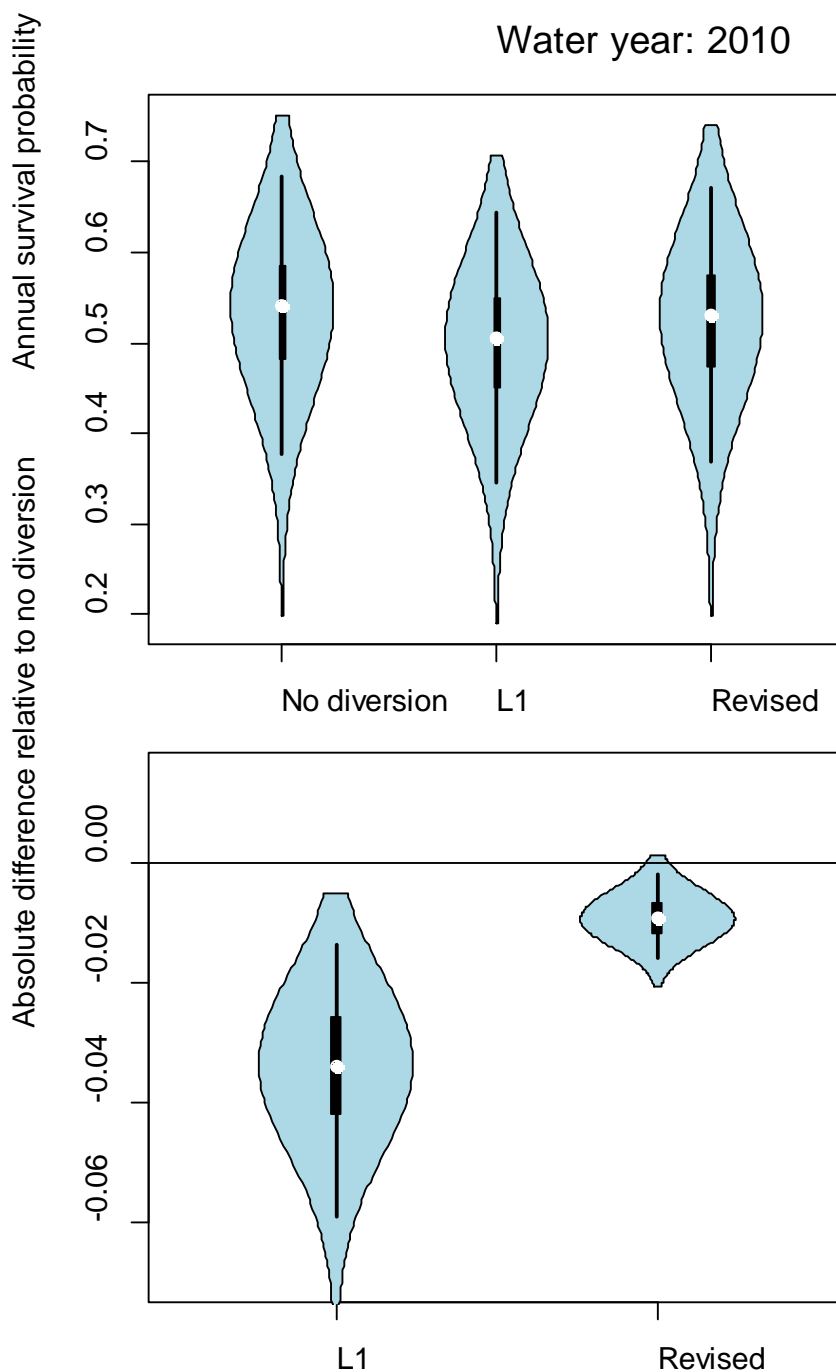 Water year: 2010
Annual survival probability
0.7
0.6
0.5
0.4
0.3
0.2
No diversion
L1
Revised
Absolute difference relative to no diversion
0.00
-0.02
-0.04
-0.06
L1
Revised